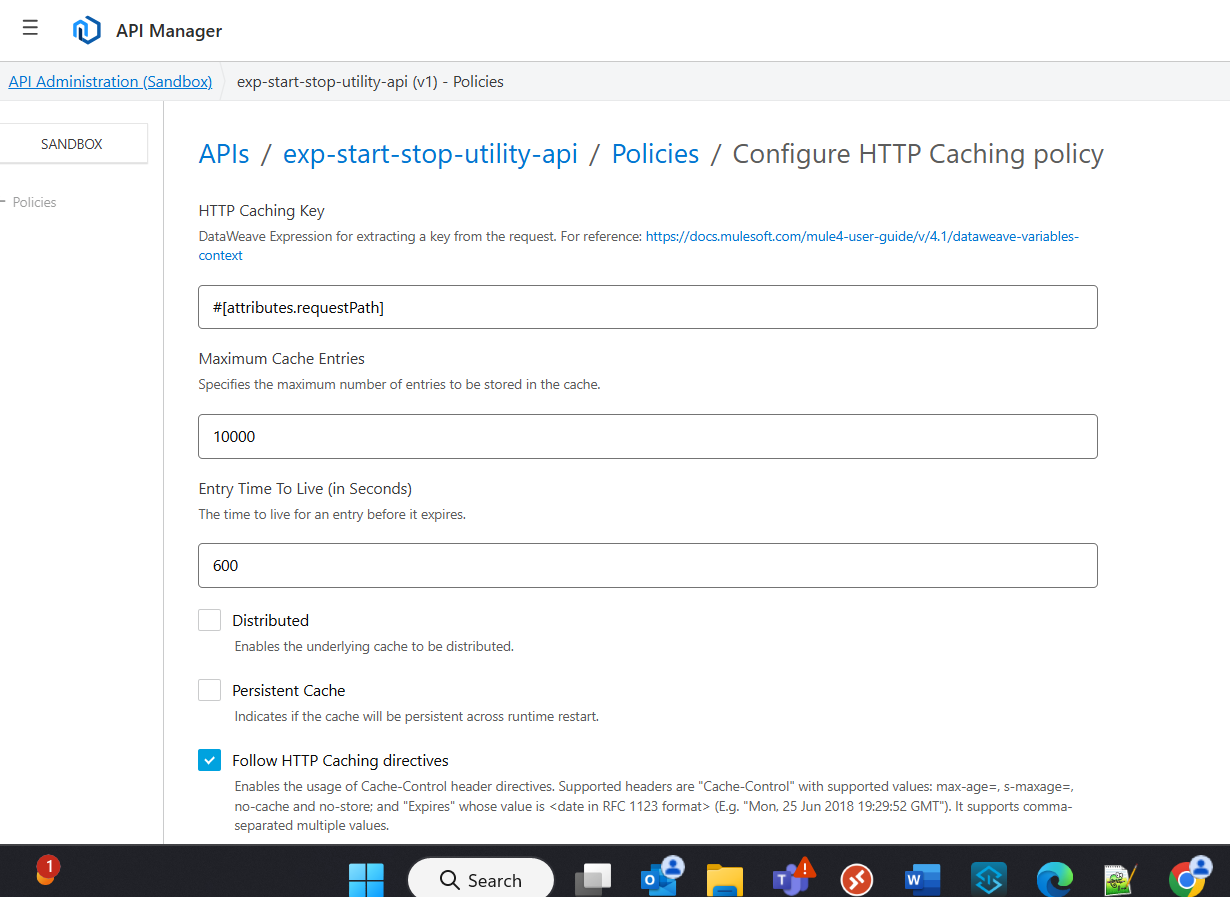 API Manager
API Administration (Sandbox)
exp-start-stop-utility-api (v1) - Policies
SANDBOX
Policies
APIs / exp-start-stop-utility-api / Policies / Configure HTTP Caching policy
HTTP Caching Key
DataWeave Expression for extracting a key from the request. For reference: https://docs.mulesoft.com/mule4-user-guide/v/4.1/dataweave-variables-
context
#[attributes.requestPath]
Maximum Cache Entries
Specifies the maximum number of entries to be stored in the cache.
10000
Entry Time To Live (in Seconds)
The time to live for an entry before it expires.
600
Distributed
Enables the underlying cache to be distributed.
Persistent Cache
Indicates if the cache will be persistent across runtime restart.
Follow HTTP Caching directives
Enables the usage of Cache-Control header directives. Supported headers are "Cache-Control" with supported values: max-age=, s-maxage=,
no-cache and no-store; and "Expires" whose value is <date in RFC 1123 format> (E.g. "Mon, 25 Jun 2018 19:29:52 GMT"). It supports comma-
separated multiple values.
1
Search